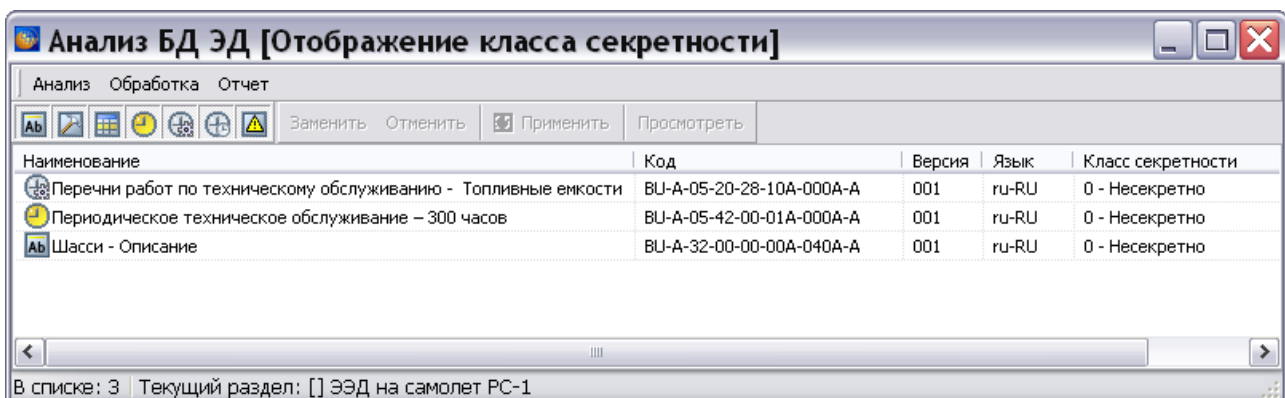 Анализ БД ЭД [Отображение класса секретности]
Анализ Обработка Отчет
Ab Заменить Отменить Применить Просмотреть
Наименование Код Версия Язык Класс секретности
Перечни работ по техническому обслуживанию - Топливные емкости BU-A-05-20-28-10A-000A-A 001 ru-RU 0 - Несекретно
Периодическое техническое обслуживание – 300 часов BU-A-05-42-00-01A-000A-A 001 ru-RU 0 - Несекретно
Ab Шасси - Описание BU-A-32-00-00-00A-040A-A 001 ru-RU 0 - Несекретно
В списке: 3 Текущий раздел: [] ЭЭД на самолет РС-1